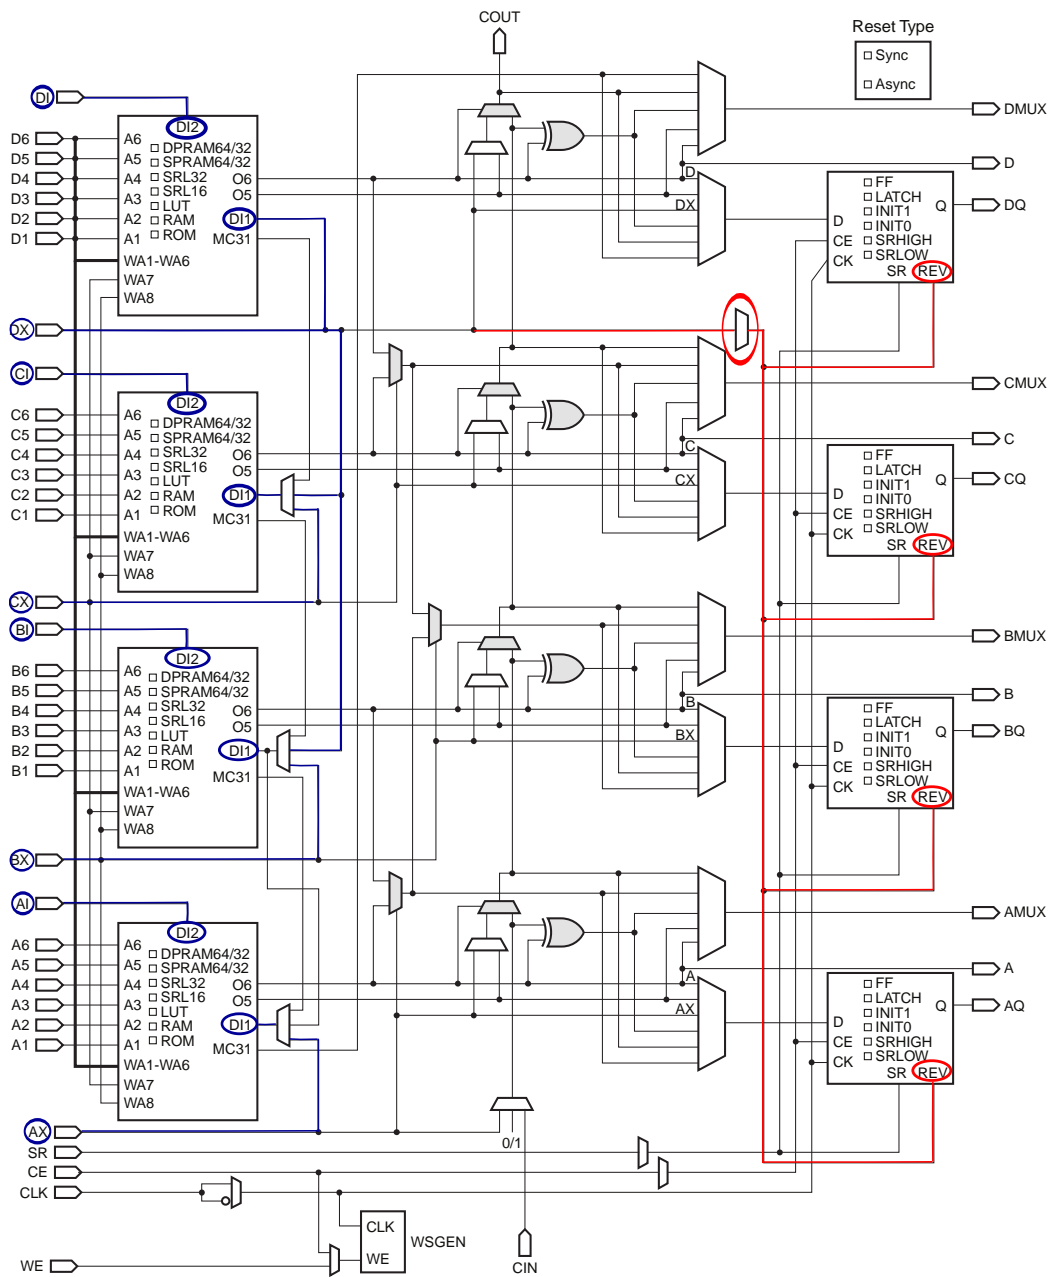 COUT
Reset Type
□ Sync
□ Async
DI
DI2
DMUX
D6
D5
D4
D3
D2
D1
A6
A5
A4
A3
A2
A1
□ DPRAM64/32
□ SPRAM64/32
□ SRL32
□ SRL16
□ LUT
□ RAM
□ ROM
O6
O5
DI1
MC31
WA1-WA6
WA7
WA8
D
DX
D
D
CE
CK
□ FF
□ LATCH
□ INIT1
□ INIT0
□ SRHIGH
□ SRLOW
SR REV
Q
DQ
DX
CI
DI2
CMUX
C6
C5
C4
C3
C2
C1
A6
A5
A4
A3
A2
A1
□ DPRAM64/32
□ SPRAM64/32
□ SRL32
□ SRL16
□ LUT
□ RAM
□ ROM
O6
O5
DI1
MC31
WA1-WA6
WA7
WA8
C
CX
C
D
CE
CK
□ FF
□ LATCH
□ INIT1
□ INIT0
□ SRHIGH
□ SRLOW
SR REV
Q
CQ
CX
BI
DI2
BMUX
B6
B5
B4
B3
B2
B1
A6
A5
A4
A3
A2
A1
□ DPRAM64/32
□ SPRAM64/32
□ SRL32
□ SRL16
□ LUT
□ RAM
□ ROM
O6
O5
DI1
MC31
WA1-WA6
WA7
WA8
B
BX
B
D
CE
CK
□ FF
□ LATCH
□ INIT1
□ INIT0
□ SRHIGH
□ SRLOW
SR REV
Q
BQ
BX
AI
DI2
AMUX
A6
A5
A4
A3
A2
A1
A6
A5
A4
A3
A2
A1
□ DPRAM64/32
□ SPRAM64/32
□ SRL32
□ SRL16
□ LUT
□ RAM
□ ROM
O6
O5
DI1
MC31
WA1-WA6
WA7
WA8
A
AX
A
D
CE
CK
□ FF
□ LATCH
□ INIT1
□ INIT0
□ SRHIGH
□ SRLOW
SR REV
Q
AQ
AX
0/1
SR
CE
CLK
CLK
WE
WSGEN
WE
CIN